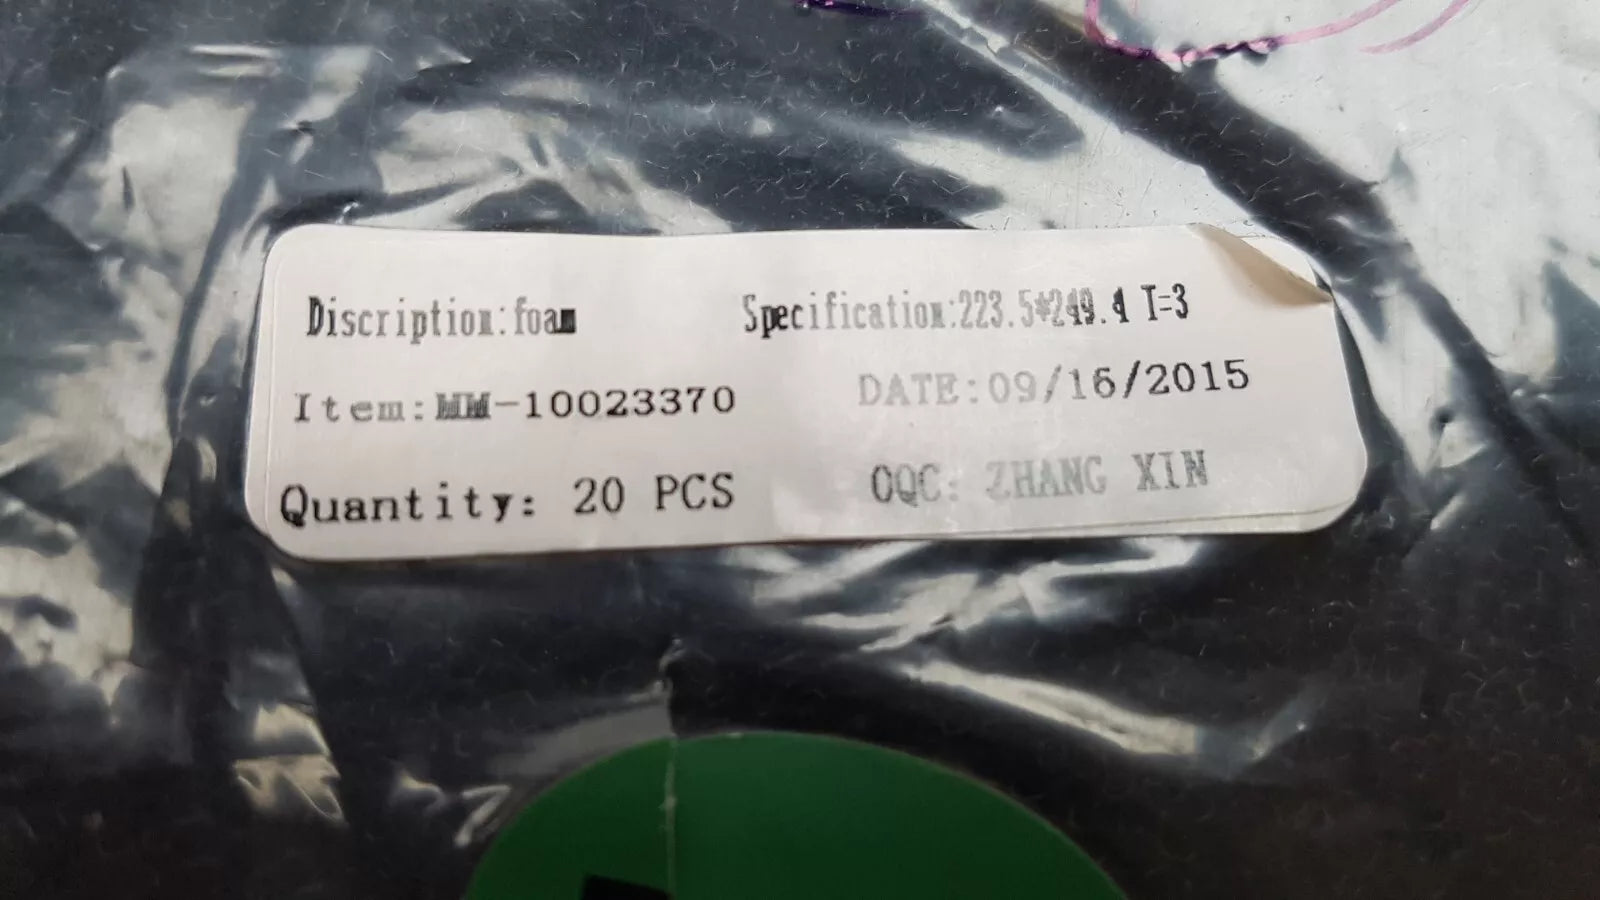 Discription:foam Specification:223.5*249.4 T=3
Item:MM-10023370 DATE:09/16/2015
Quantity: 20 PCS OQC: ZHANG XIN